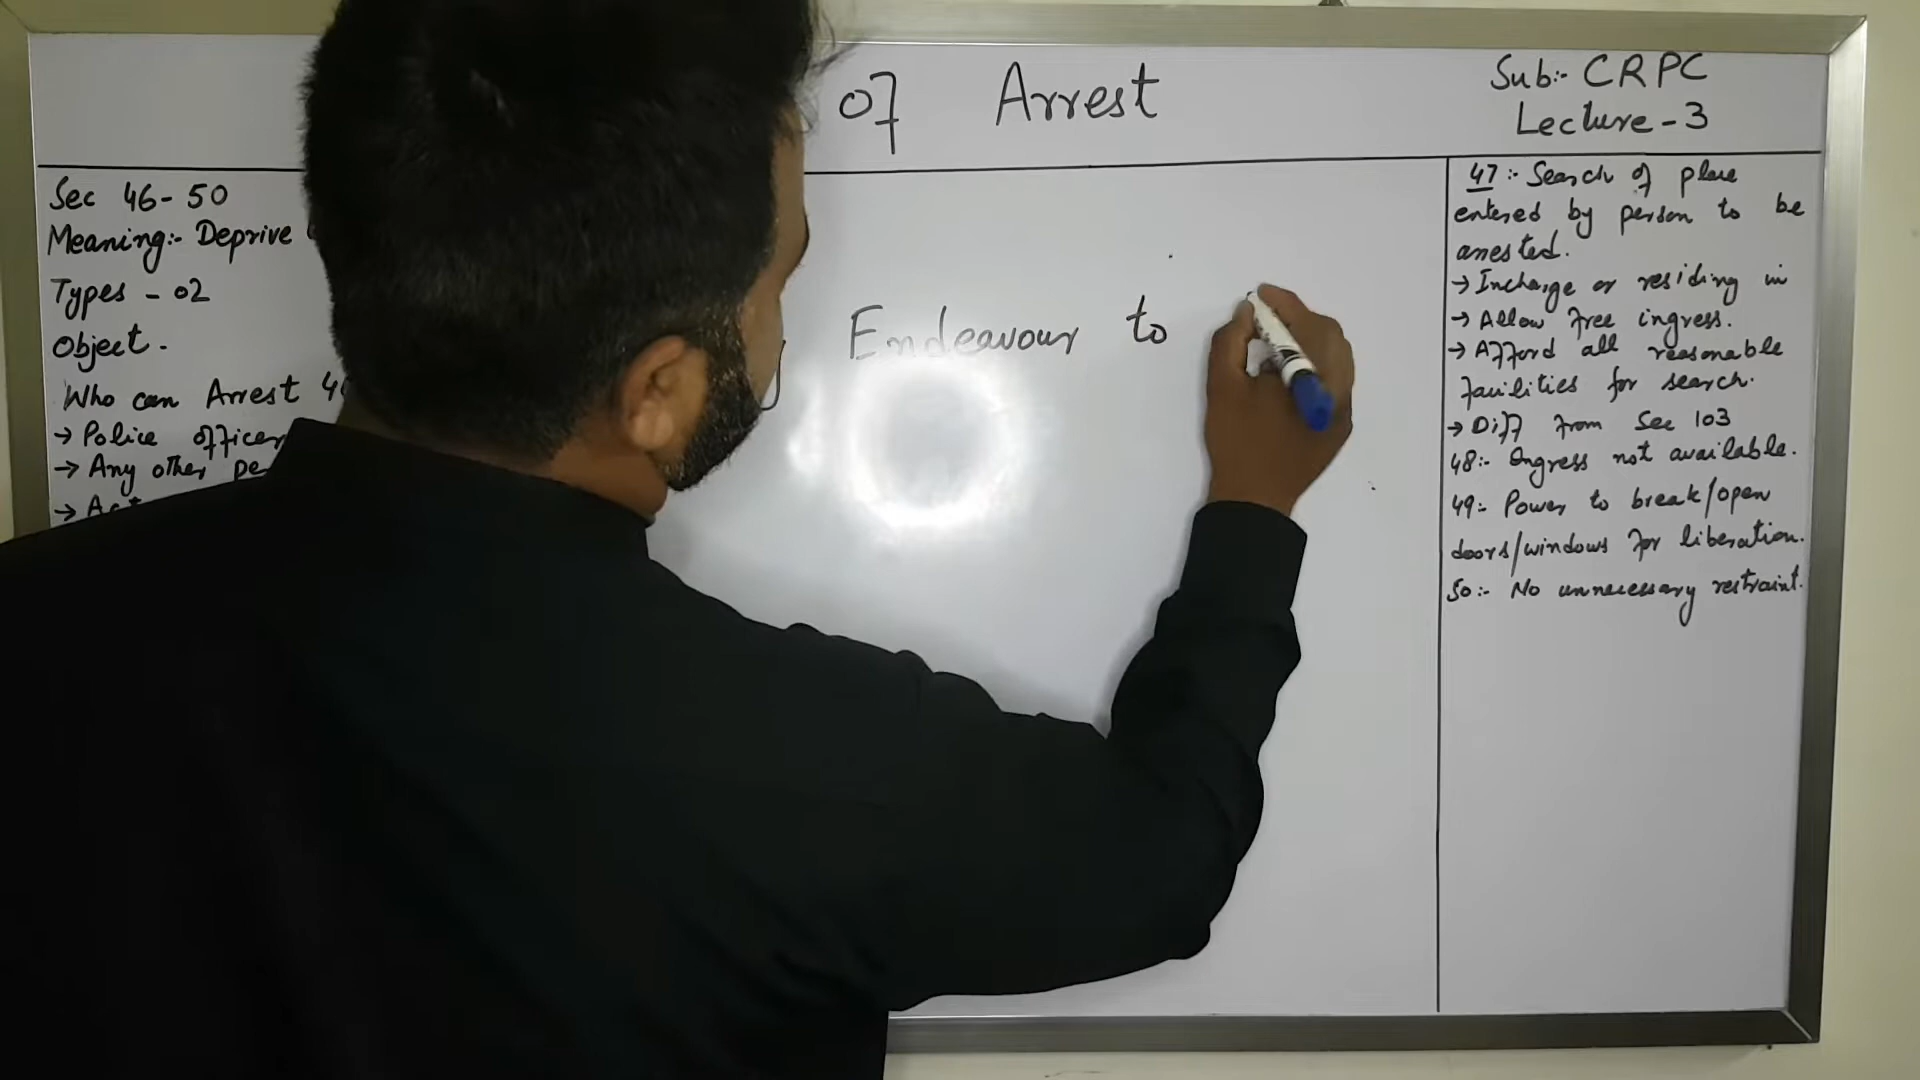 of Arrest
Sub:- CRPC
Lecture - 3
Sec 46-50
Meaning:- Deprive
Types - 02
Object.
Who can Arrest
→ Police officer
→ Any other pe
→ Act
Endeavour to
47:- Search of place
entered by person to be
arrested.
→ Incharge or residing in
→ Allow free ingress.
→ Afford all reasonable
facilities for search.
→ Diff from Sec 103
48:- Ingress not available.
49:- Power to break/open
doors/windows for liberation.
50:- No unnecessary restraint.